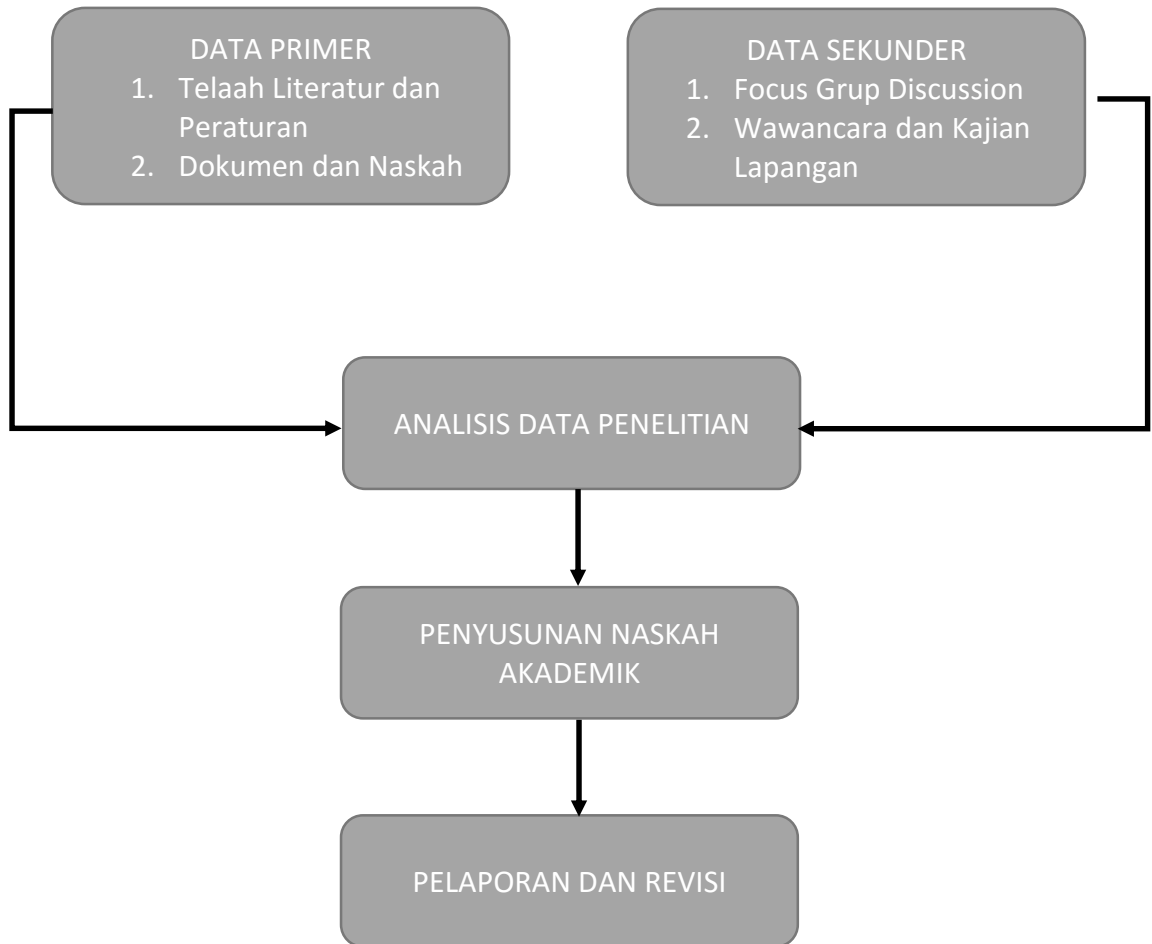 DATA PRIMER
1. Telaah Literatur dan
Peraturan
2. Dokumen dan Naskah
DATA SEKUNDER
1. Focus Grup Discussion
2. Wawancara dan Kajian
Lapangan
ANALISIS DATA PENELITIAN
PENYUSUNAN NASKAH
AKADEMIK
PELAPORAN DAN REVISI